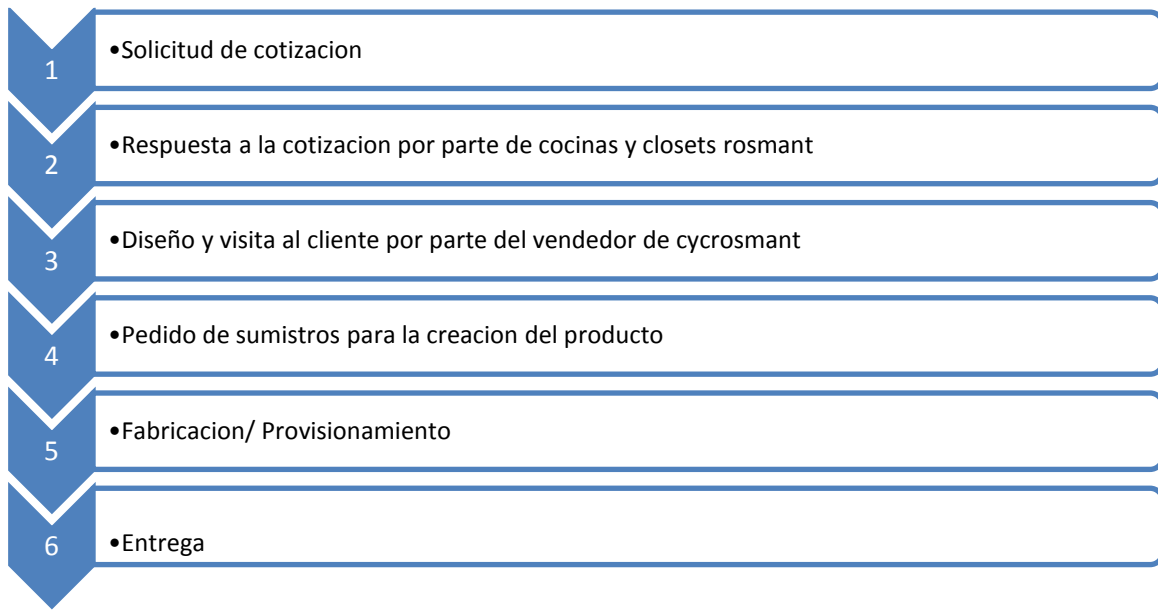 1
•Solicitud de cotizacion
2
•Respuesta a la cotizacion por parte de cocinas y closets rosmant
3
•Diseño y visita al cliente por parte del vendedor de cycrosmant
4
•Pedido de sumistros para la creacion del producto
5
•Fabricacion/ Provisionamiento
6
•Entrega